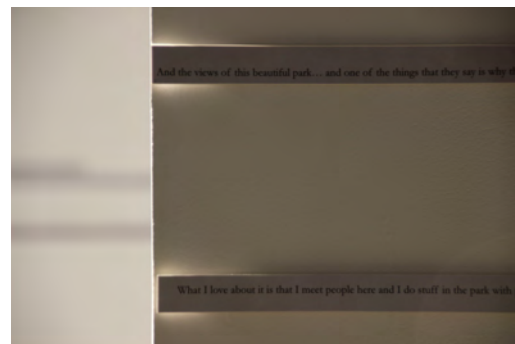 And the views of this beautiful park... and one of the things that they say is why
What I love about it is that I meet people here and I do stuff in the park with